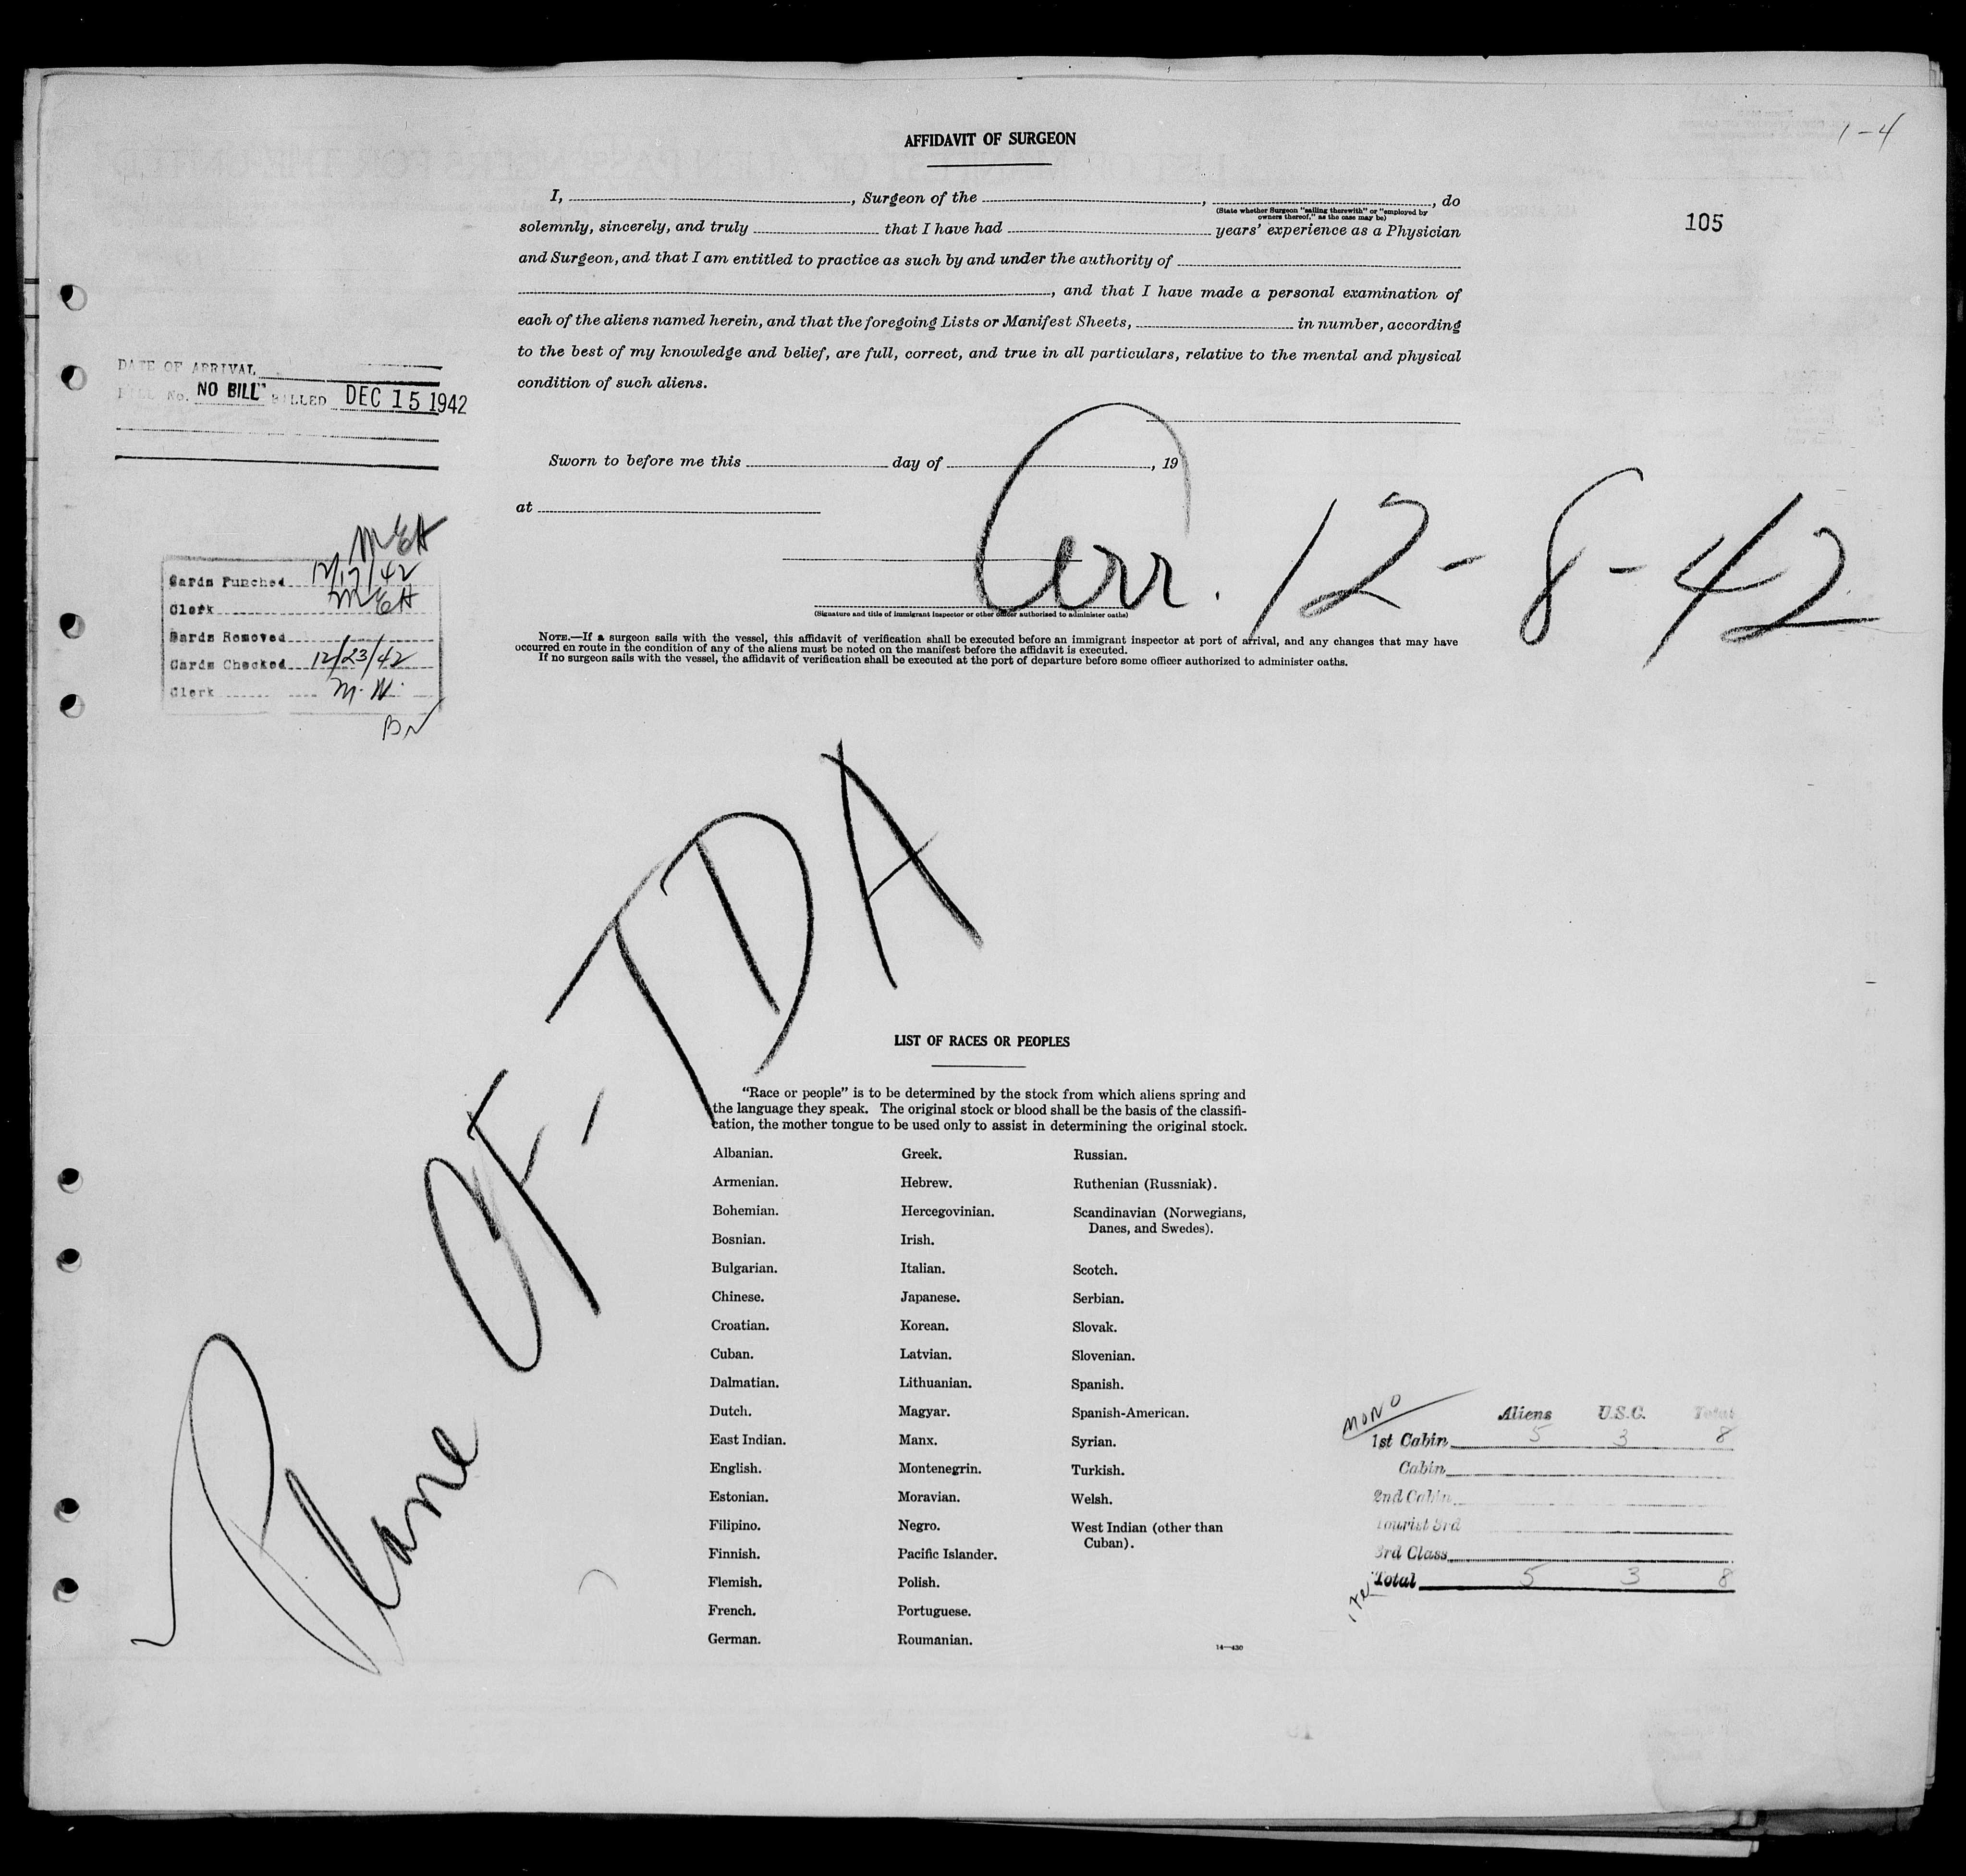 AFFIDAVIT OF SURGEON
1-4
105
I, , Surgeon of the , , do
(State whether Surgeon "sailing therewith" or "employed by
owners thereof," as the case may be)
solemnly, sincerely, and truly that I have had years' experience as a Physician
and Surgeon, and that I am entitled to practice as such by and under the authority of
, and that I have made a personal examination of
each of the aliens named herein, and that the foregoing Lists or Manifest Sheets, in number, according
to the best of my knowledge and belief, are full, correct, and true in all particulars, relative to the mental and physical
condition of such aliens.
DATE OF ARRIVAL
BILL No. NO BILL BILLED DEC 15 1942
Sworn to before me this day of , 19
at
Arr. 12-8-42
(Signature and title of immigrant inspector or other officer authorized to administer oaths)
NOTE.—If a surgeon sails with the vessel, this affidavit of verification shall be executed before an immigrant inspector at port of arrival, and any changes that may have
occurred en route in the condition of any of the aliens must be noted on the manifest before the affidavit is executed.
If no surgeon sails with the vessel, the affidavit of verification shall be executed at the port of departure before some officer authorized to administer oaths.
MEA
Cards Punched 12/17/42
Clerk MEA
Cards Removed
Cards Checked 12/23/42
Clerk M. W.
Plane CF-TDA
LIST OF RACES OR PEOPLES
"Race or people" is to be determined by the stock from which aliens spring and
the language they speak. The original stock or blood shall be the basis of the classifi-
cation, the mother tongue to be used only to assist in determining the original stock.
Albanian.
Armenian.
Bohemian.
Bosnian.
Bulgarian.
Chinese.
Croatian.
Cuban.
Dalmatian.
Dutch.
East Indian.
English.
Estonian.
Filipino.
Finnish.
Flemish.
French.
German.
Greek.
Hebrew.
Hercegovinian.
Irish.
Italian.
Japanese.
Korean.
Latvian.
Lithuanian.
Magyar.
Manx.
Montenegrin.
Moravian.
Negro.
Pacific Islander.
Polish.
Portuguese.
Roumanian.
Russian.
Ruthenian (Russniak).
Scandinavian (Norwegians,
Danes, and Swedes).
Scotch.
Serbian.
Slovak.
Slovenian.
Spanish.
Spanish-American.
Syrian.
Turkish.
Welsh.
West Indian (other than
Cuban).
14—430
MONO
Aliens U.S.C. Total
1st Cabin 5 3 8
Cabin
2nd Cabin
Tourist 3rd
3rd Class
Total 5 3 8